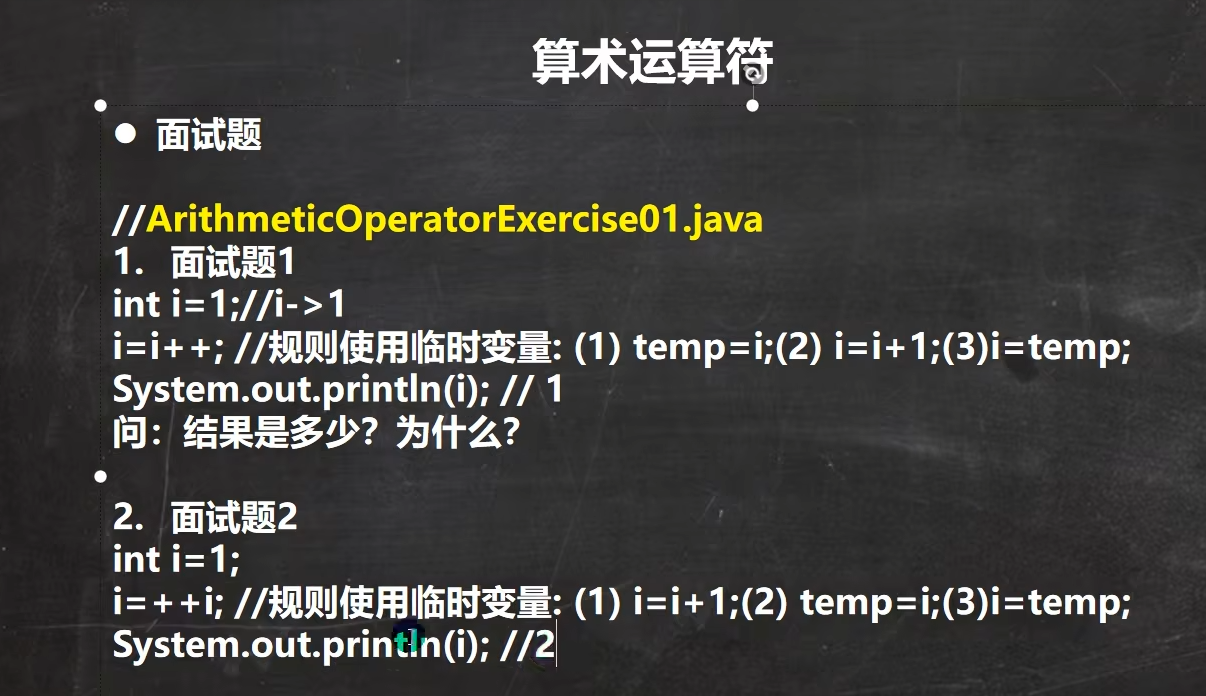 算术运算符
● 面试题
//ArithmeticOperatorExercise01.java
1. 面试题1
int i=1;//i->1
i=i++; //规则使用临时变量: (1) temp=i;(2) i=i+1;(3)i=temp;
System.out.println(i); // 1
问：结果是多少？为什么？
2. 面试题2
int i=1;
i=++i; //规则使用临时变量: (1) i=i+1;(2) temp=i;(3)i=temp;
System.out.println(i); //2